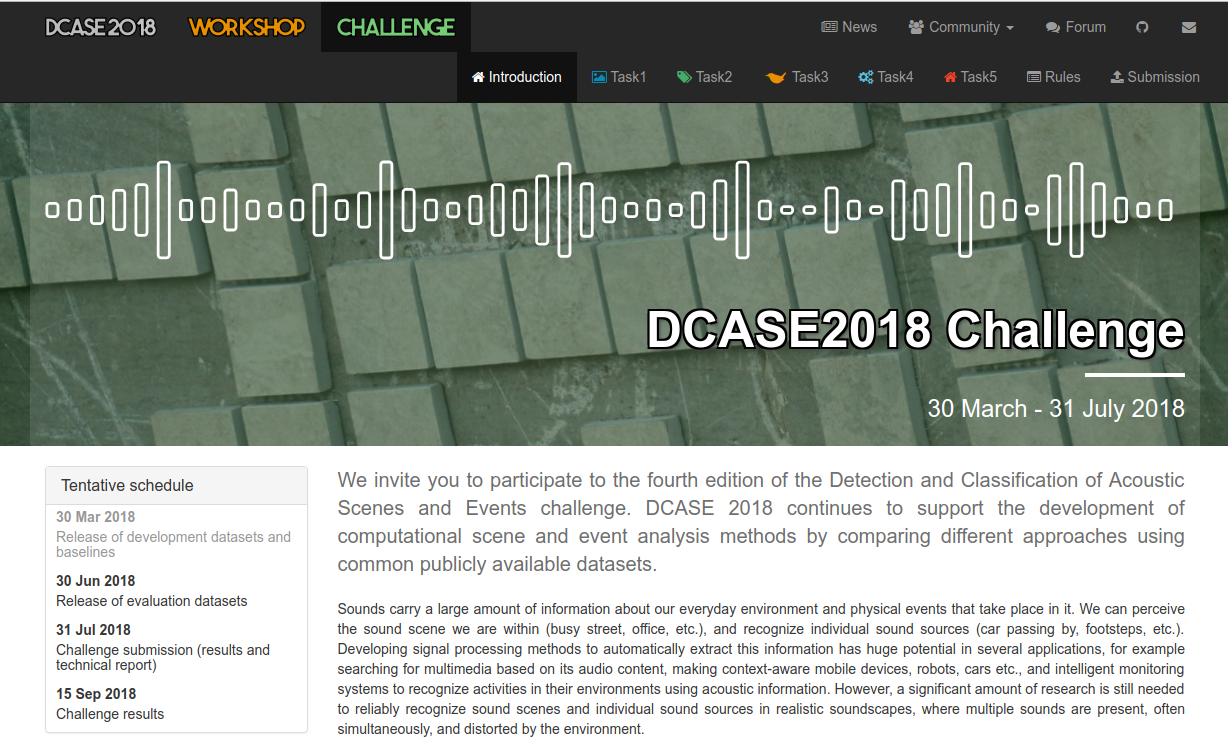 DCASE2018 WORKSHOP CHALLENGE News Community Forum
Introduction Task1 Task2 Task3 Task4 Task5 Rules Submission
DCASE2018 Challenge
30 March - 31 July 2018
Tentative schedule
30 Mar 2018
Release of development datasets and
baselines
30 Jun 2018
Release of evaluation datasets
31 Jul 2018
Challenge submission (results and
technical report)
15 Sep 2018
Challenge results
We invite you to participate to the fourth edition of the Detection and Classification of Acoustic
Scenes and Events challenge. DCASE 2018 continues to support the development of
computational scene and event analysis methods by comparing different approaches using
common publicly available datasets.
Sounds carry a large amount of information about our everyday environment and physical events that take place in it. We can perceive
the sound scene we are within (busy street, office, etc.), and recognize individual sound sources (car passing by, footsteps, etc.).
Developing signal processing methods to automatically extract this information has huge potential in several applications, for example
searching for multimedia based on its audio content, making context-aware mobile devices, robots, cars etc., and intelligent monitoring
systems to recognize activities in their environments using acoustic information. However, a significant amount of research is still needed
to reliably recognize sound scenes and individual sound sources in realistic soundscapes, where multiple sounds are present, often
simultaneously, and distorted by the environment.